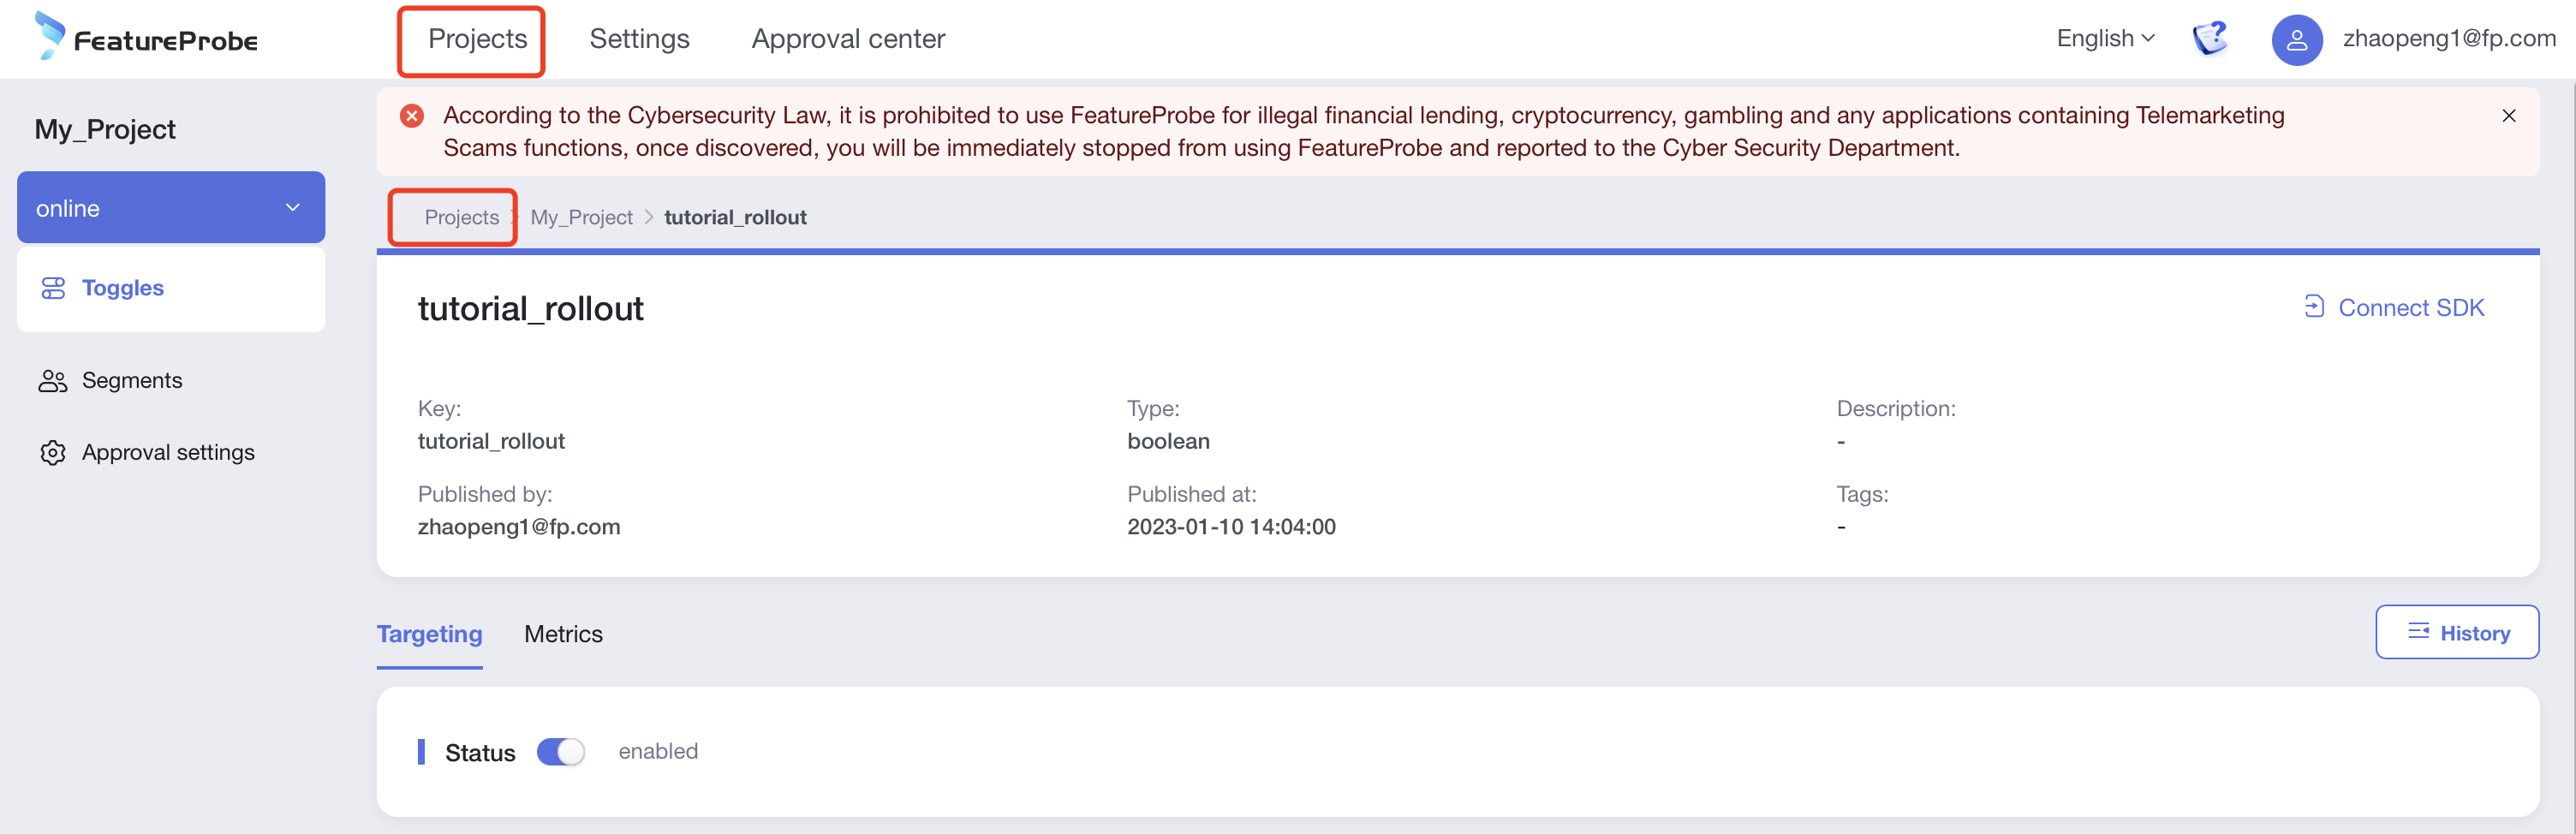 FeatureProbe
Projects Settings Approval center English zhaopeng1@fp.com
My_Project
online
Toggles
Segments
Approval settings
According to the Cybersecurity Law, it is prohibited to use FeatureProbe for illegal financial lending, cryptocurrency, gambling and any applications containing Telemarketing
Scams functions, once discovered, you will be immediately stopped from using FeatureProbe and reported to the Cyber Security Department.
Projects > My_Project > tutorial_rollout
tutorial_rollout
Connect SDK
Key: Type: Description:
tutorial_rollout boolean -
Published by: Published at: Tags:
zhaopeng1@fp.com 2023-01-10 14:04:00 -
Targeting Metrics History
Status enabled